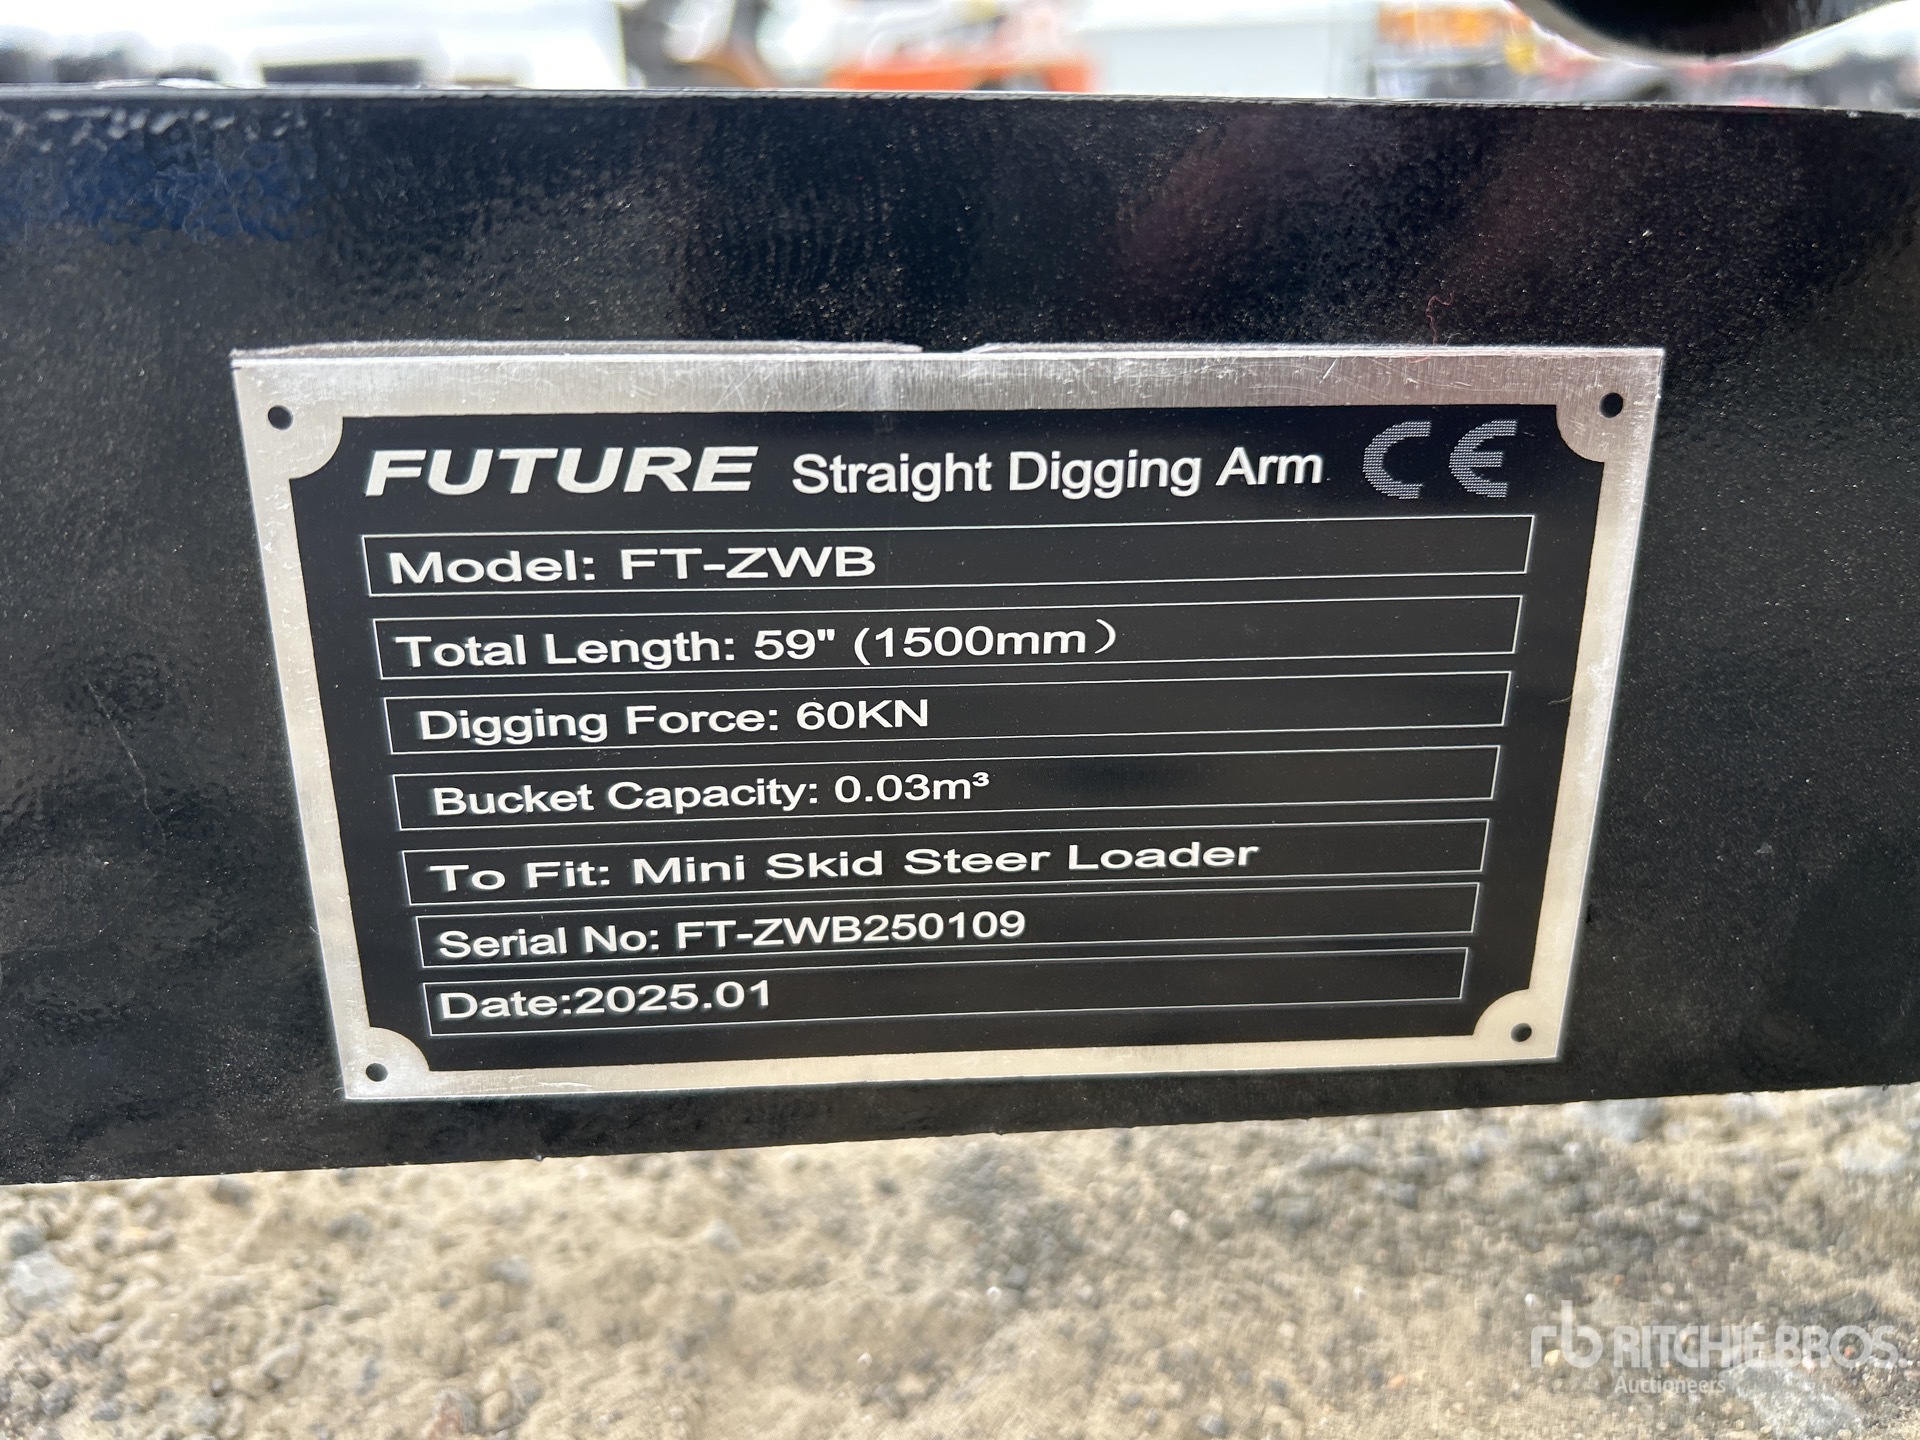 FUTURE Straight Digging Arm CE
Model: FT-ZWB
Total Length: 59" (1500mm）
Digging Force: 60KN
Bucket Capacity: 0.03m³
To Fit: Mini Skid Steer Loader
Serial No: FT-ZWB250109
Date:2025.01
rb RITCHIE BROS.
Auctioneers